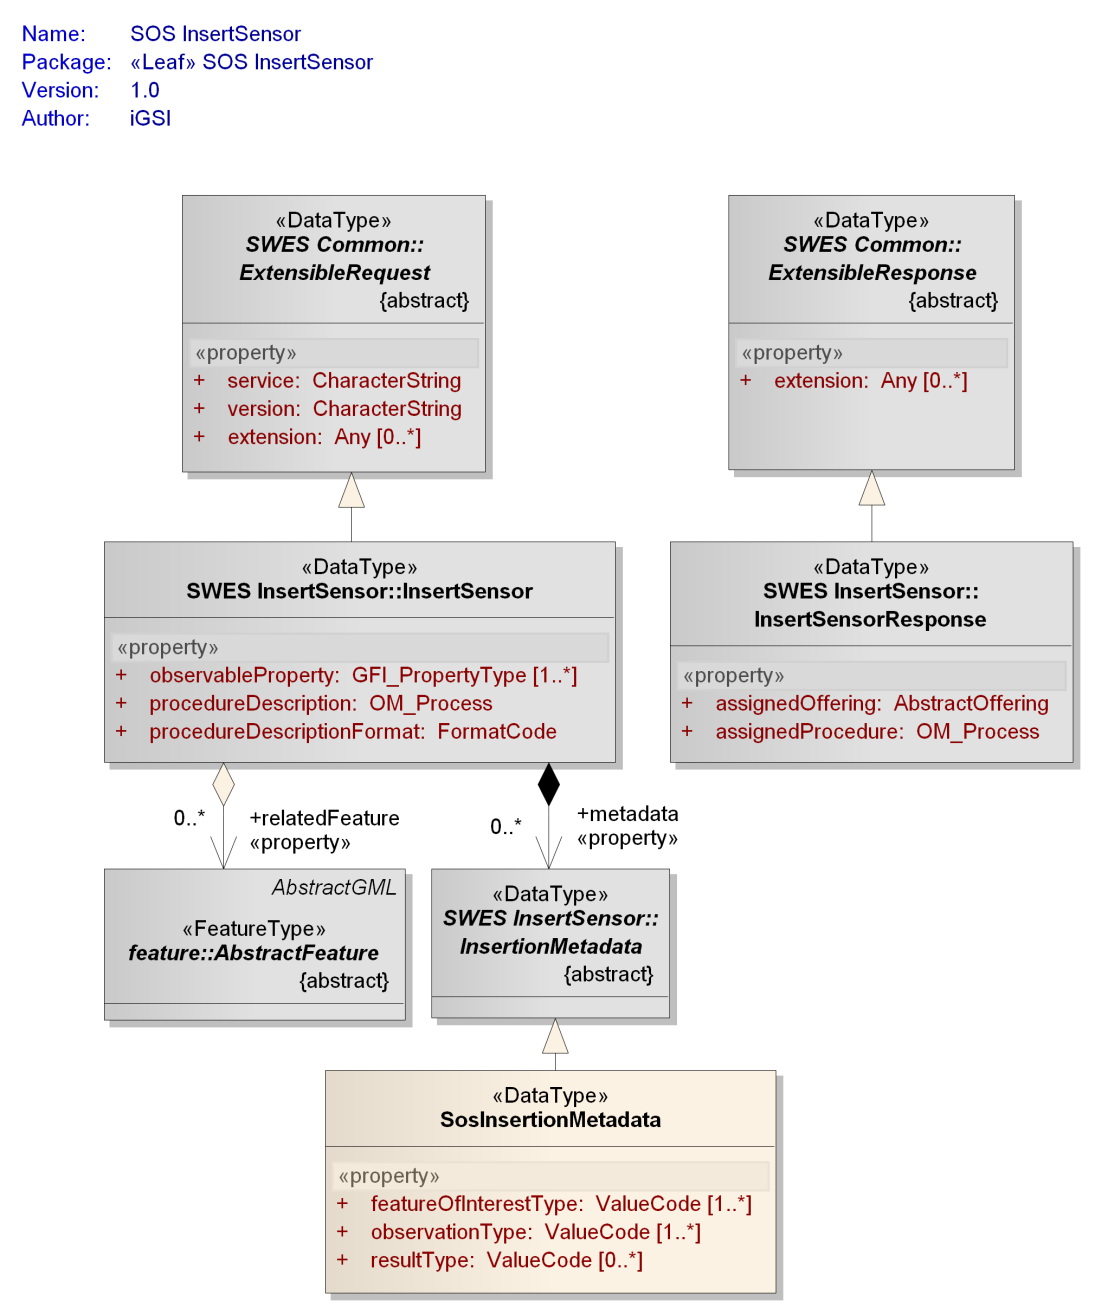 Name: SOS InsertSensor
Package: «Leaf» SOS InsertSensor
Version: 1.0
Author: iGSI
«DataType»
SWES Common::
ExtensibleRequest
{abstract}
«property»
+ service: CharacterString
+ version: CharacterString
+ extension: Any [0..*]
«DataType»
SWES Common::
ExtensibleResponse
{abstract}
«property»
+ extension: Any [0..*]
«DataType»
SWES InsertSensor::InsertSensor
«property»
+ observableProperty: GFI_PropertyType [1..*]
+ procedureDescription: OM_Process
+ procedureDescriptionFormat: FormatCode
«DataType»
SWES InsertSensor::
InsertSensorResponse
«property»
+ assignedOffering: AbstractOffering
+ assignedProcedure: OM_Process
0..*
+relatedFeature
«property»
0..*
+metadata
«property»
AbstractGML
«FeatureType»
feature::AbstractFeature
{abstract}
«DataType»
SWES InsertSensor::
InsertionMetadata
{abstract}
«DataType»
SosInsertionMetadata
«property»
+ featureOfInterestType: ValueCode [1..*]
+ observationType: ValueCode [1..*]
+ resultType: ValueCode [0..*]